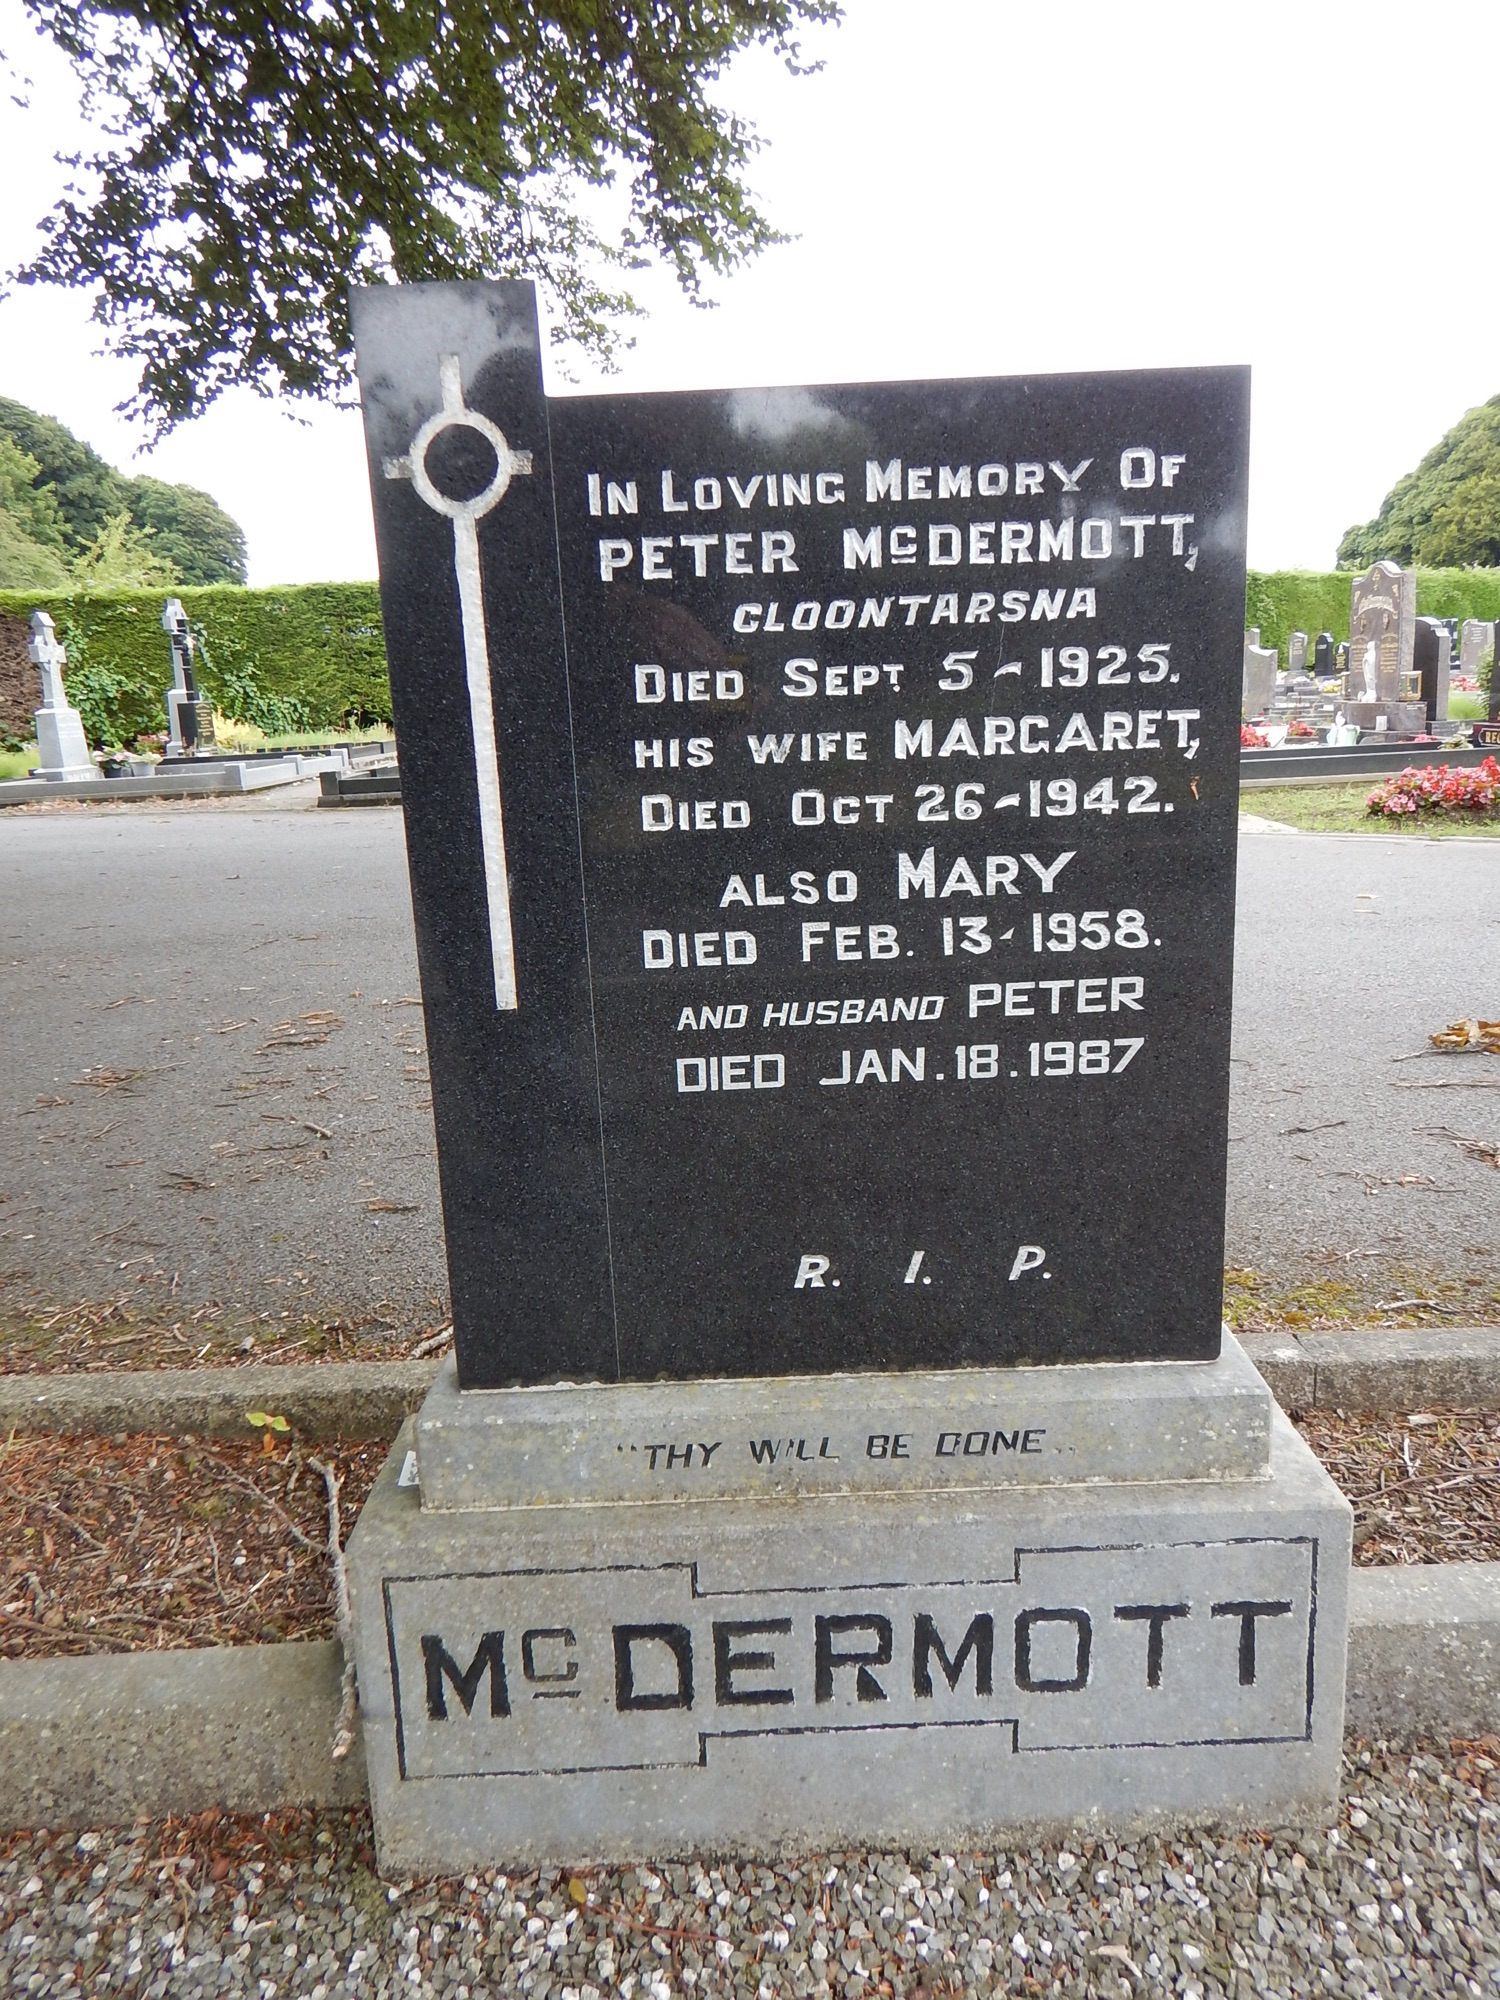 IN LOVING MEMORY OF
PETER McDERMOTT,
CLOONTARSNA
DIED SEPT. 5-1925.
HIS WIFE MARGARET,
DIED OCT 26-1942.
ALSO MARY
DIED FEB. 13-1958.
AND HUSBAND PETER
DIED JAN.18.1987
R. I. P.
"THY WILL BE DONE"
McDERMOTT